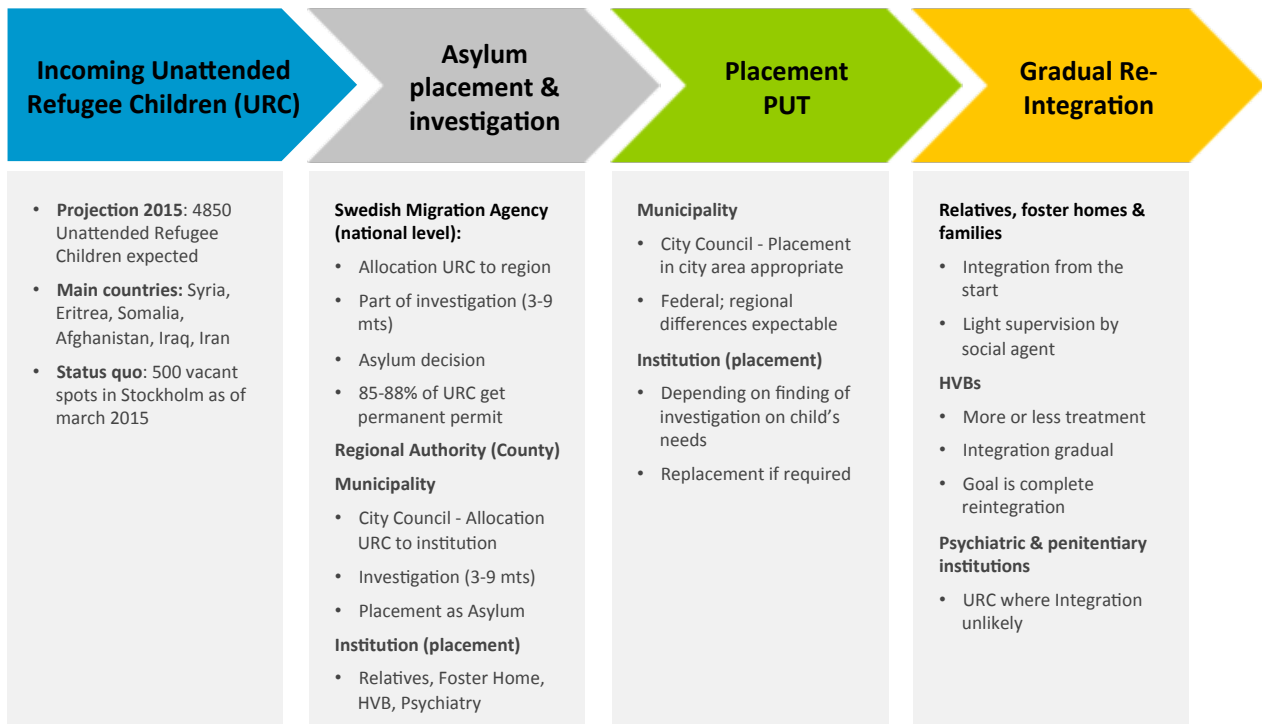 Incoming Unattended
Refugee Children (URC)
Asylum
placement &
investigation
Placement
PUT
Gradual Re-
Integration
• Projection 2015: 4850
Unattended Refugee
Children expected
• Main countries: Syria,
Eritrea, Somalia,
Afghanistan, Iraq, Iran
• Status quo: 500 vacant
spots in Stockholm as of
march 2015
Swedish Migration Agency
(national level):
• Allocation URC to region
• Part of investigation (3-9
mts)
• Asylum decision
• 85-88% of URC get
permanent permit
Regional Authority (County)
Municipality
• City Council - Allocation
URC to institution
• Investigation (3-9 mts)
• Placement as Asylum
Institution (placement)
• Relatives, Foster Home,
HVB, Psychiatry
Municipality
• City Council - Placement
in city area appropriate
• Federal; regional
differences expectable
Institution (placement)
• Depending on finding of
investigation on child's
needs
• Replacement if required
Relatives, foster homes &
families
• Integration from the
start
• Light supervision by
social agent
HVBs
• More or less treatment
• Integration gradual
• Goal is complete
reintegration
Psychiatric & penitentiary
institutions
• URC where Integration
unlikely